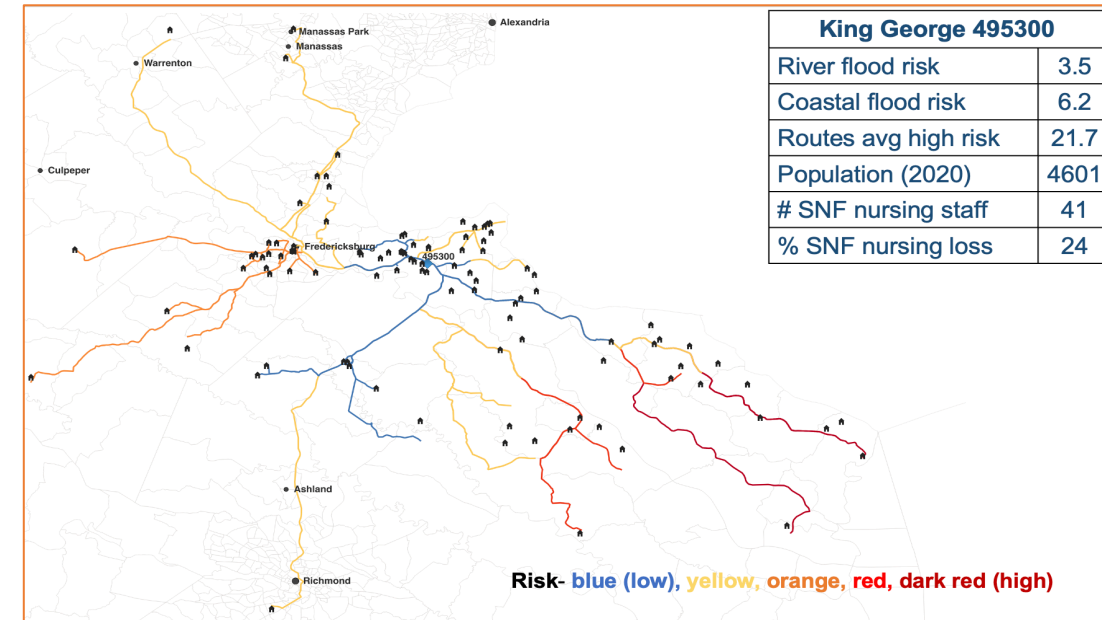 Alexandria
Manassas Park
Manassas
Warrenton
Culpeper
Fredericksburg
495300
Ashland
Richmond
King George 495300
River flood risk 3.5
Coastal flood risk 6.2
Routes avg high risk 21.7
Population (2020) 4601
# SNF nursing staff 41
% SNF nursing loss 24
Risk- blue (low), yellow, orange, red, dark red (high)